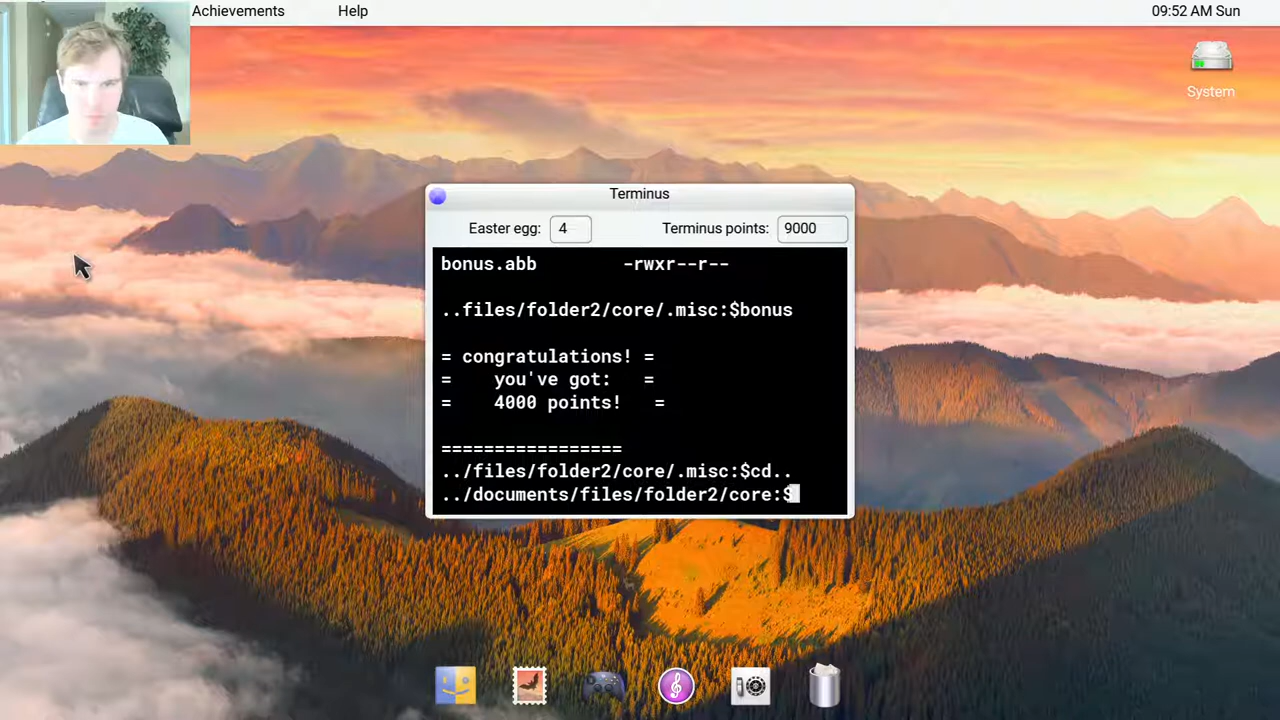 Achievements Help 09:52 AM Sun
System
Terminus
Easter egg: 4 Terminus points: 9000
bonus.abb -rwxr--r--
..files/folder2/core/.misc:$bonus
= congratulations! =
= you've got: =
= 4000 points! =
=================
../files/folder2/core/.misc:$cd..
../documents/files/folder2/core:$